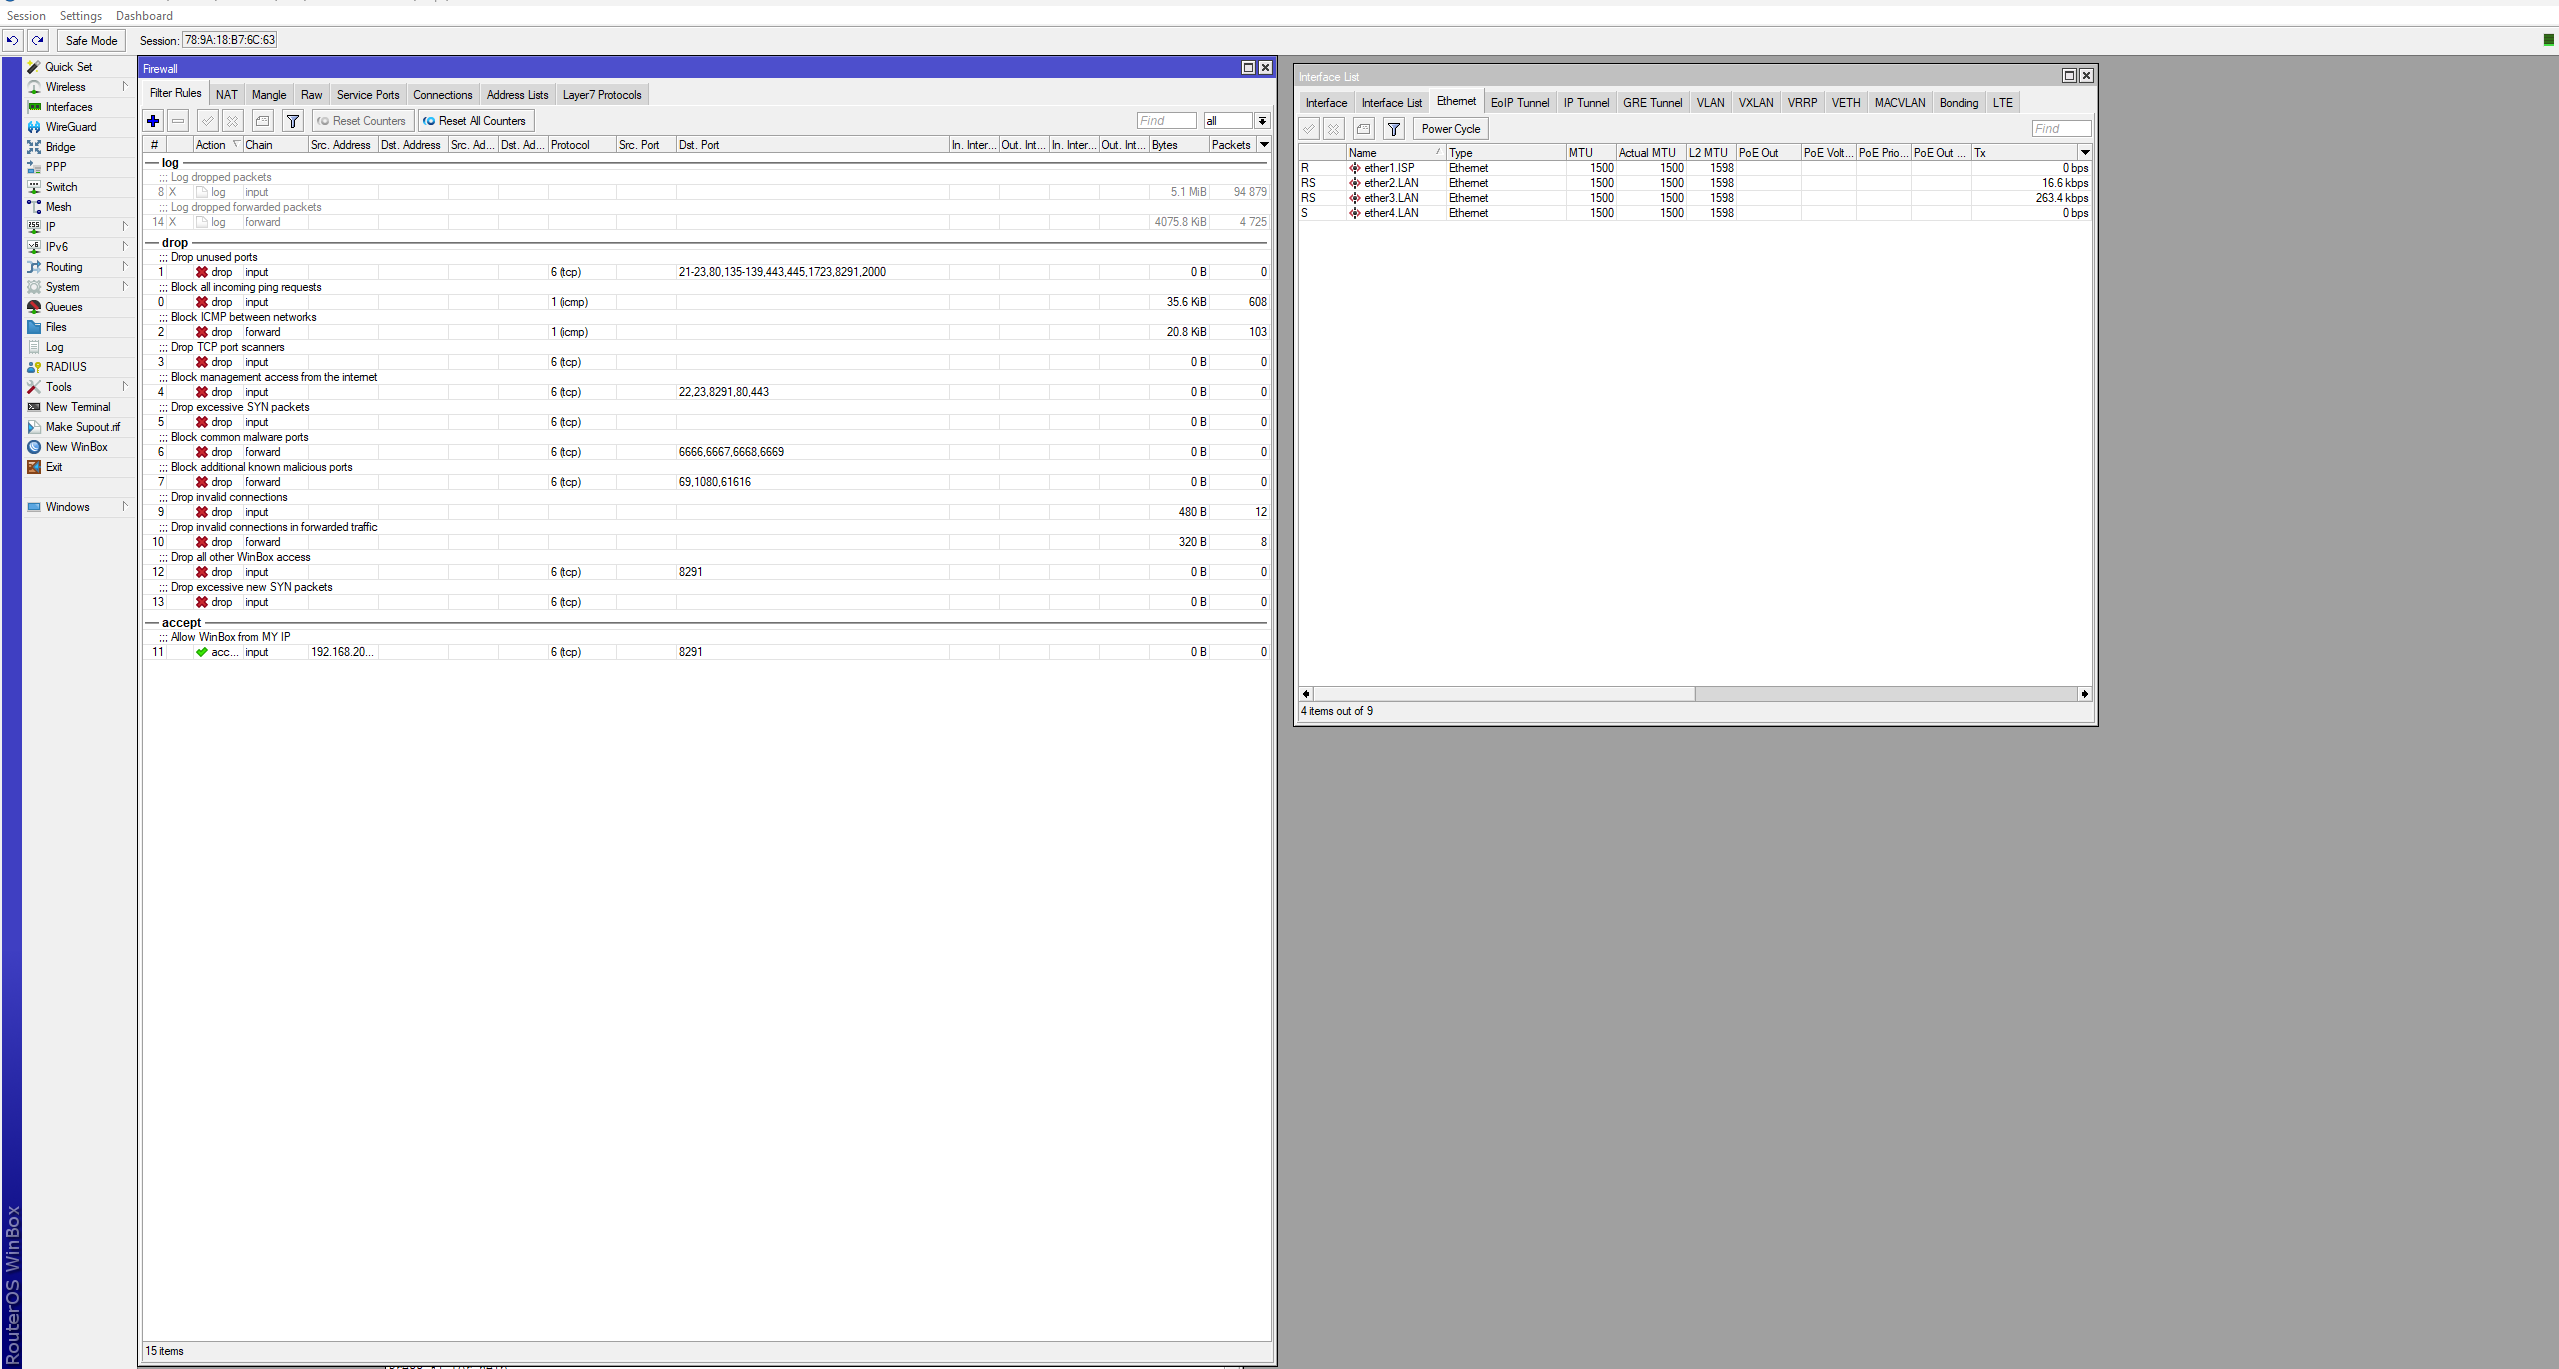 Session Settings Dashboard
Safe Mode Session: 78:9A:18:B7:6C:63
Quick Set
Wireless
Interfaces
WireGuard
Bridge
PPP
Switch
Mesh
IP
IPv6
Routing
System
Queues
Files
Log
RADIUS
Tools
New Terminal
Make Supout.rif
New WinBox
Exit
Windows
RouterOS WinBox
Firewall
Filter Rules NAT Mangle Raw Service Ports Connections Address Lists Layer7 Protocols
Reset Counters Reset All Counters Find all
# Action Chain Src. Address Dst. Address Src. Ad... Dst. Ad... Protocol Src. Port Dst. Port In. Inter... Out. Int... In. Inter... Out. Int... Bytes Packets
log
;;; Log dropped packets
8 X log input 5.1 MiB 94 879
;;; Log dropped forwarded packets
14 X log forward 4075.8 KiB 4 725
drop
;;; Drop unused ports
1 drop input 6 (tcp) 21-23,80,135-139,443,445,1723,8291,2000 0 B 0
;;; Block all incoming ping requests
0 drop input 1 (icmp) 35.6 KiB 608
;;; Block ICMP between networks
2 drop forward 1 (icmp) 20.8 KiB 103
;;; Drop TCP port scanners
3 drop input 6 (tcp) 0 B 0
;;; Block management access from the internet
4 drop input 6 (tcp) 22,23,8291,80,443 0 B 0
;;; Drop excessive SYN packets
5 drop input 6 (tcp) 0 B 0
;;; Block common malware ports
6 drop forward 6 (tcp) 6666,6667,6668,6669 0 B 0
;;; Block additional known malicious ports
7 drop forward 6 (tcp) 69,1080,61616 0 B 0
;;; Drop invalid connections
9 drop input 480 B 12
;;; Drop invalid connections in forwarded traffic
10 drop forward 320 B 8
;;; Drop all other WinBox access
12 drop input 6 (tcp) 8291 0 B 0
;;; Drop excessive new SYN packets
13 drop input 6 (tcp) 0 B 0
accept
;;; Allow WinBox from MY IP
11 acc... input 192.168.20... 6 (tcp) 8291 0 B 0
15 items
Interface List
Interface Interface List Ethernet EoIP Tunnel IP Tunnel GRE Tunnel VLAN VXLAN VRRP VETH MACVLAN Bonding LTE
Power Cycle Find
Name Type MTU Actual MTU L2 MTU PoE Out PoE Volt... PoE Prio... PoE Out ... Tx
R ether1.ISP Ethernet 1500 1500 1598 0 bps
RS ether2.LAN Ethernet 1500 1500 1598 16.6 kbps
RS ether3.LAN Ethernet 1500 1500 1598 263.4 kbps
S ether4.LAN Ethernet 1500 1500 1598 0 bps
4 items out of 9